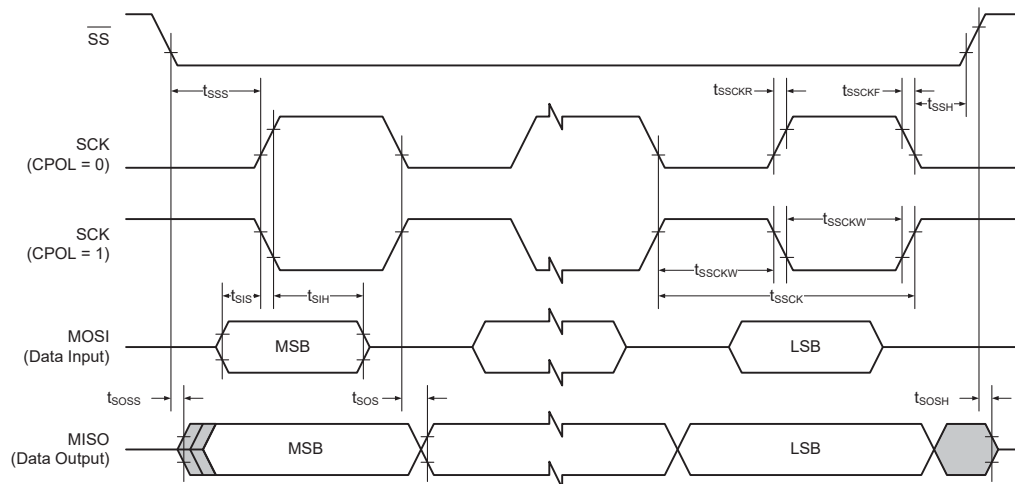 SS
tSSS
tSSCKR
tSSCKF
tSSH
SCK
(CPOL = 0)
SCK
(CPOL = 1)
tSSCKW
tSSCKW
tSSCK
tSIS
tSIH
MOSI
(Data Input)
MSB
LSB
tSOSS
tSOS
tSOSH
MISO
(Data Output)
MSB
LSB